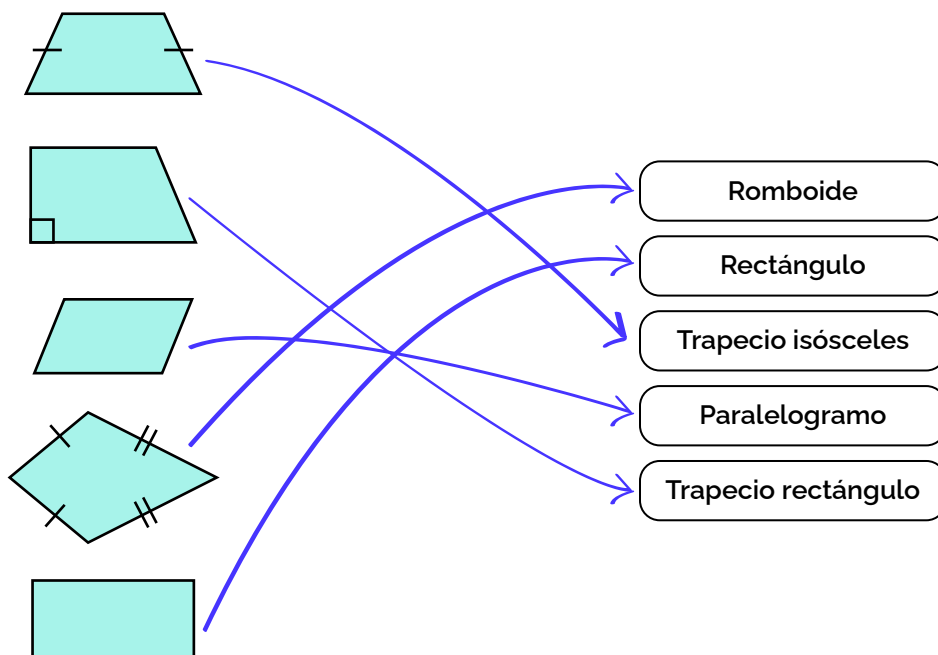 Romboide
Rectángulo
Trapecio isósceles
Paralelogramo
Trapecio rectángulo